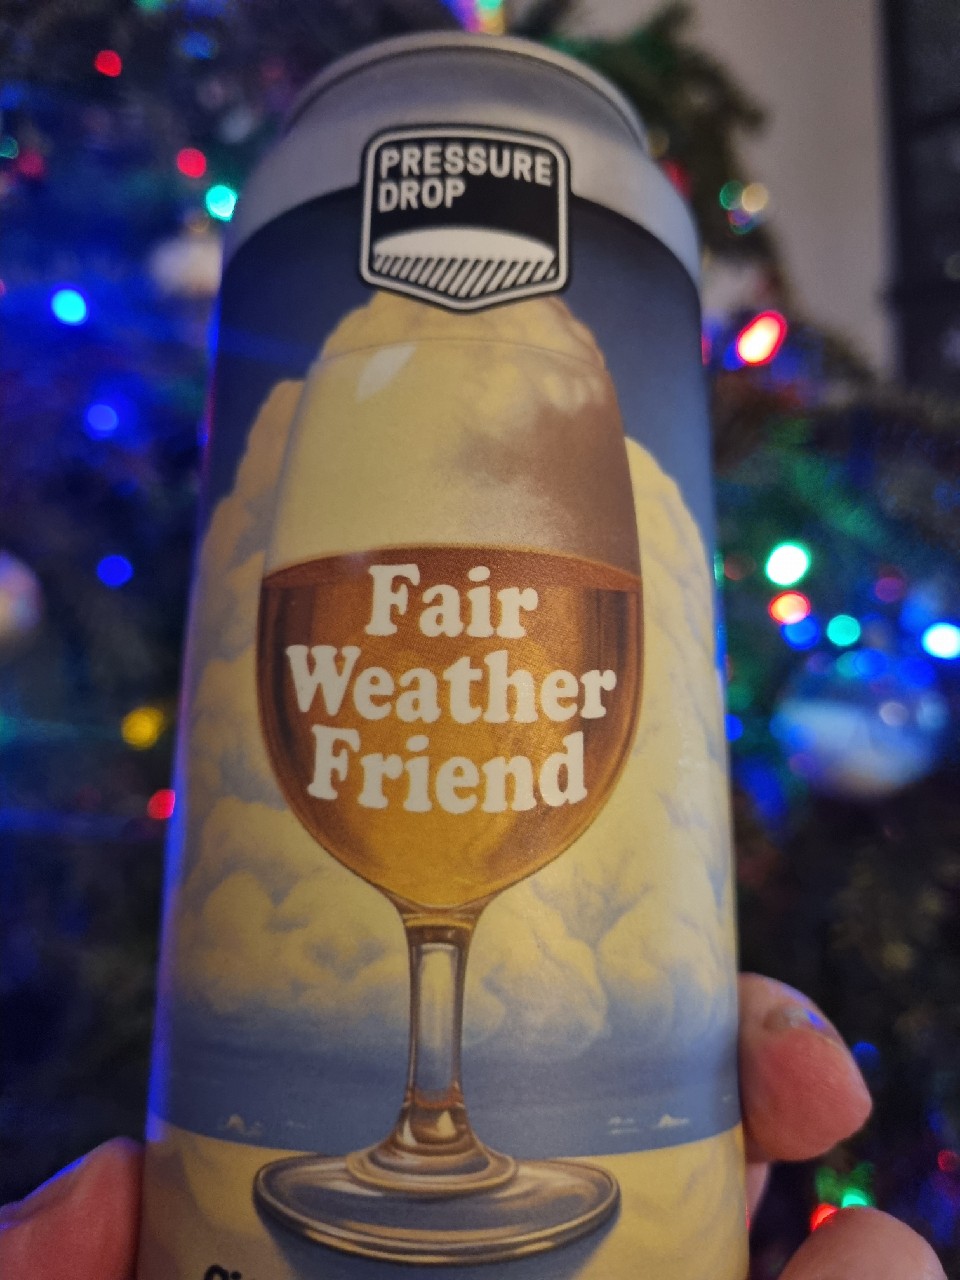 PRESSURE
DROP
Fair
Weather
Friend